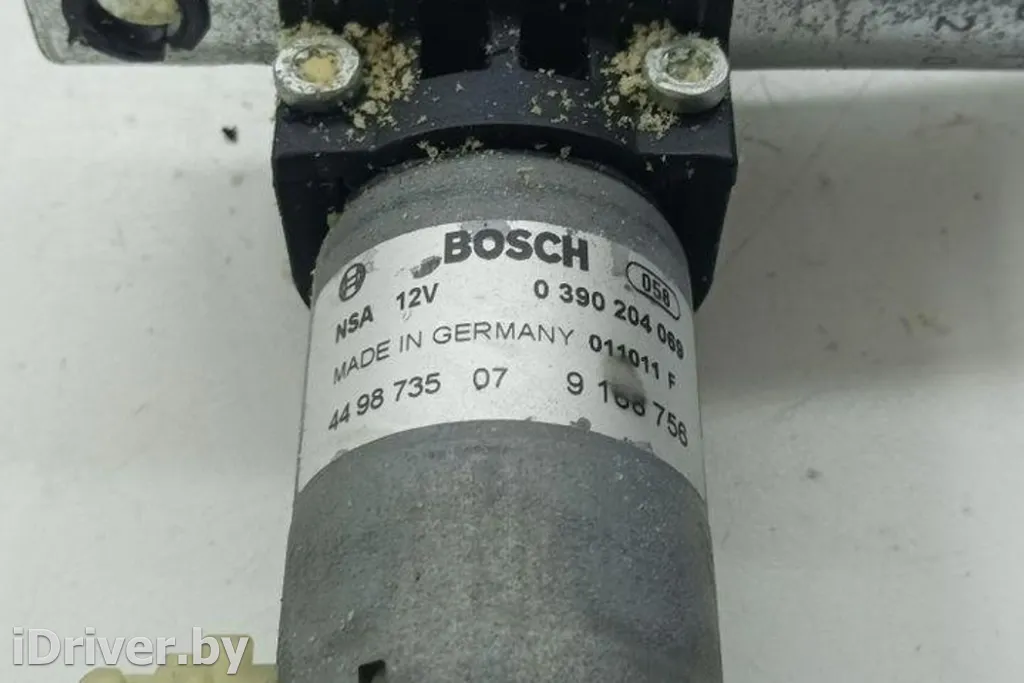 BOSCH
058
NSA 12V 0 390 204 069
MADE IN GERMANY 011011 F
44 98 735 07 9 168 756
iDriver.by